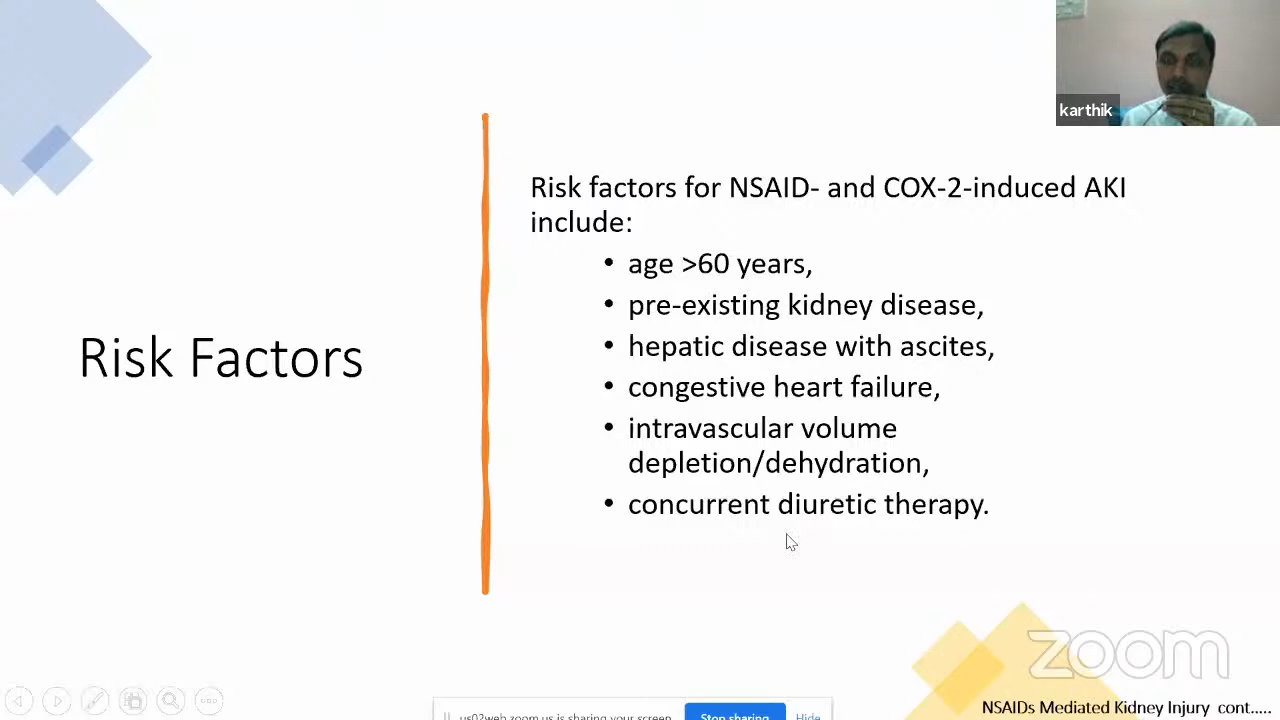 karthik
Risk factors for NSAID- and COX-2-induced AKI
include:
• age >60 years,
• pre-existing kidney disease,
• hepatic disease with ascites,
• congestive heart failure,
• intravascular volume
depletion/dehydration,
• concurrent diuretic therapy.
Risk Factors
zoom
NSAIDs Mediated Kidney Injury cont.....
us02web.zoom.us is sharing your screen.
Stop sharing
Hide